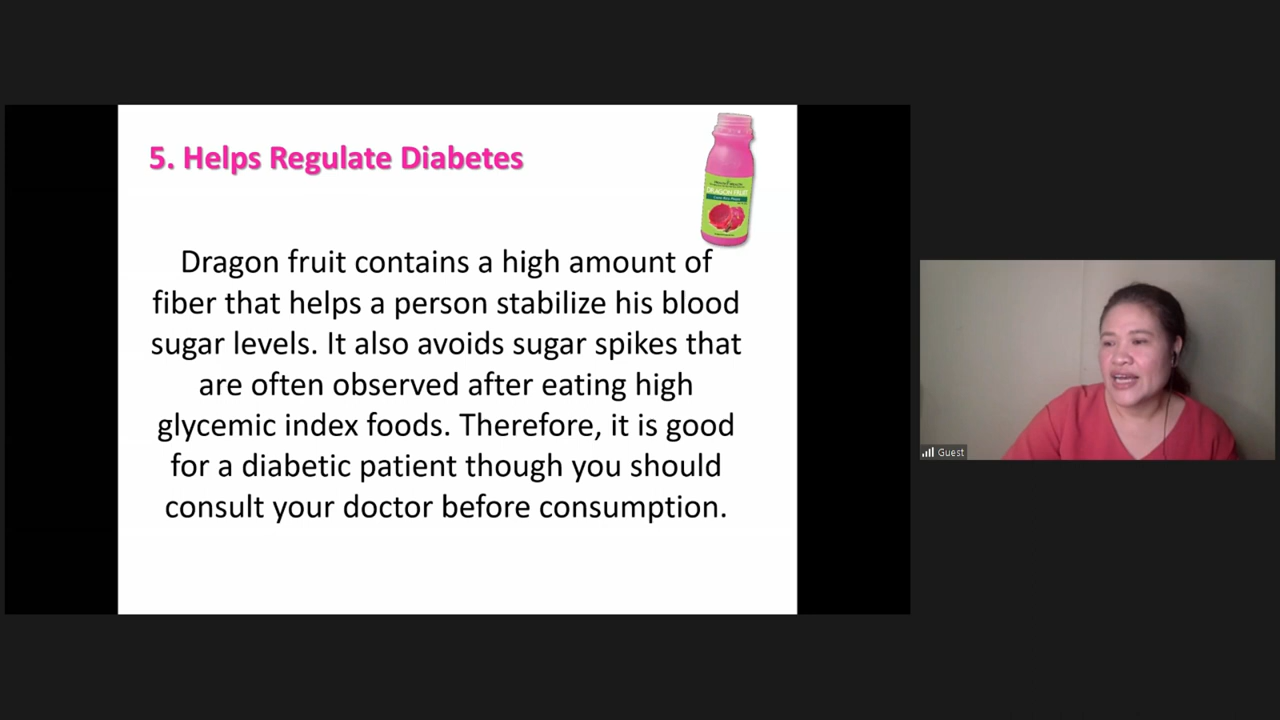 5. Helps Regulate Diabetes
DRAGON FRUIT
Dragon fruit contains a high amount of
fiber that helps a person stabilize his blood
sugar levels. It also avoids sugar spikes that
are often observed after eating high
glycemic index foods. Therefore, it is good
for a diabetic patient though you should
consult your doctor before consumption.
Guest